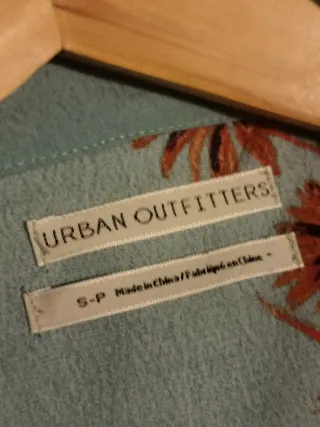 URBAN OUTFITTERS
S-P Made in China / Fabriqué en Chine -